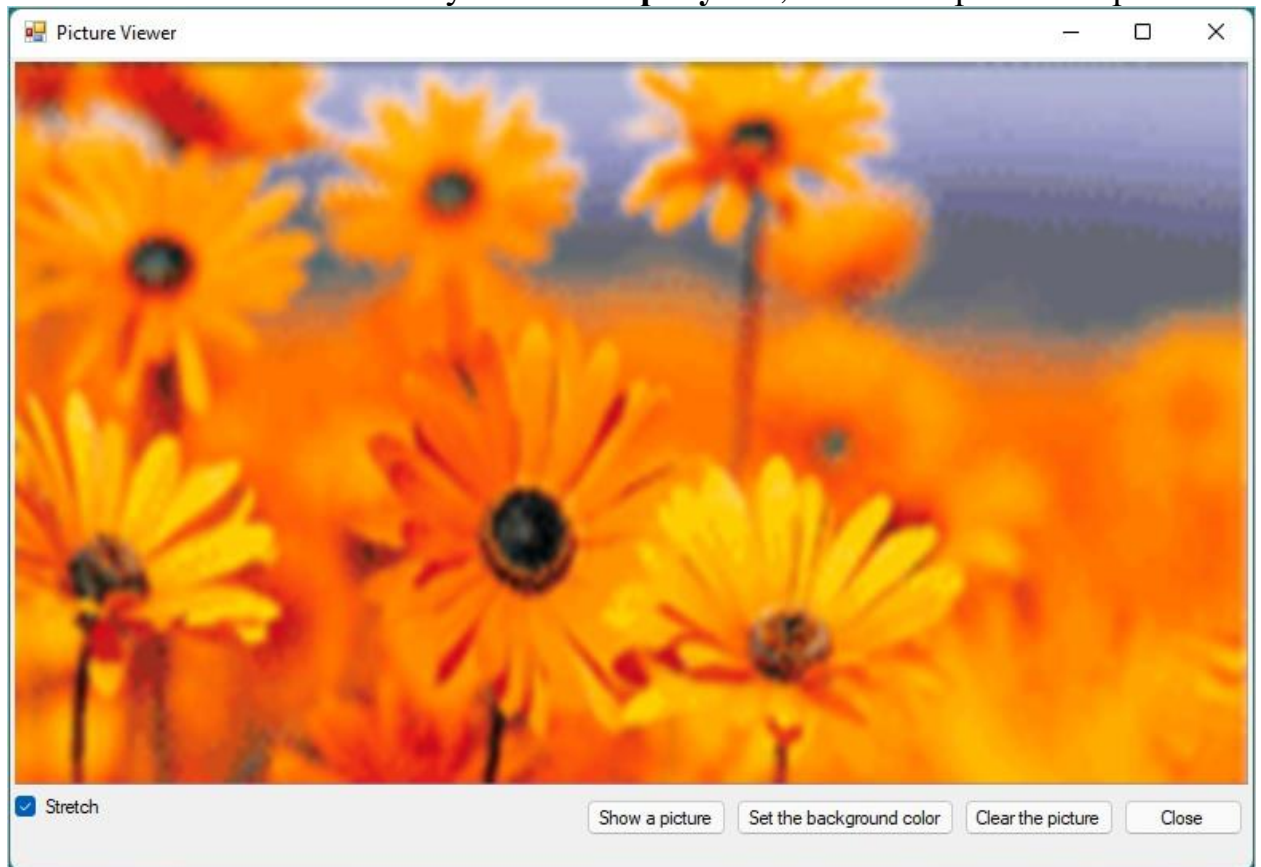 Picture Viewer
Stretch
Show a picture
Set the background color
Clear the picture
Close